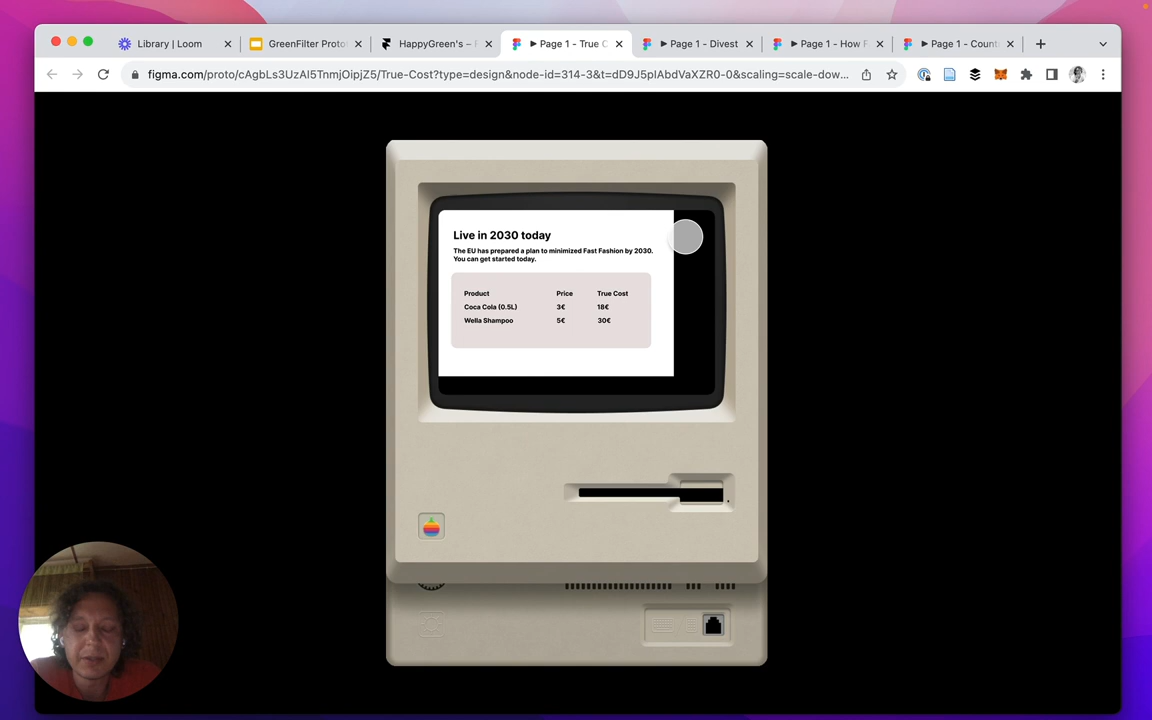 Library | Loom
GreenFilter Proto
HappyGreen's –
Page 1 - True C
Page 1 - Divest
Page 1 - How F
Page 1 - Count
figma.com/proto/cAgbLs3UzAl5TnmjOipjZ5/True-Cost?type=design&node-id=314-3&t=dD9J5pIAbdVaXZR0-0&scaling=scale-dow...
Live in 2030 today
The EU has prepared a plan to minimized Fast Fashion by 2030.
You can get started today.
Product Price True Cost
Coca Cola (0.5L) 3€ 18€
Wella Shampoo 5€ 30€